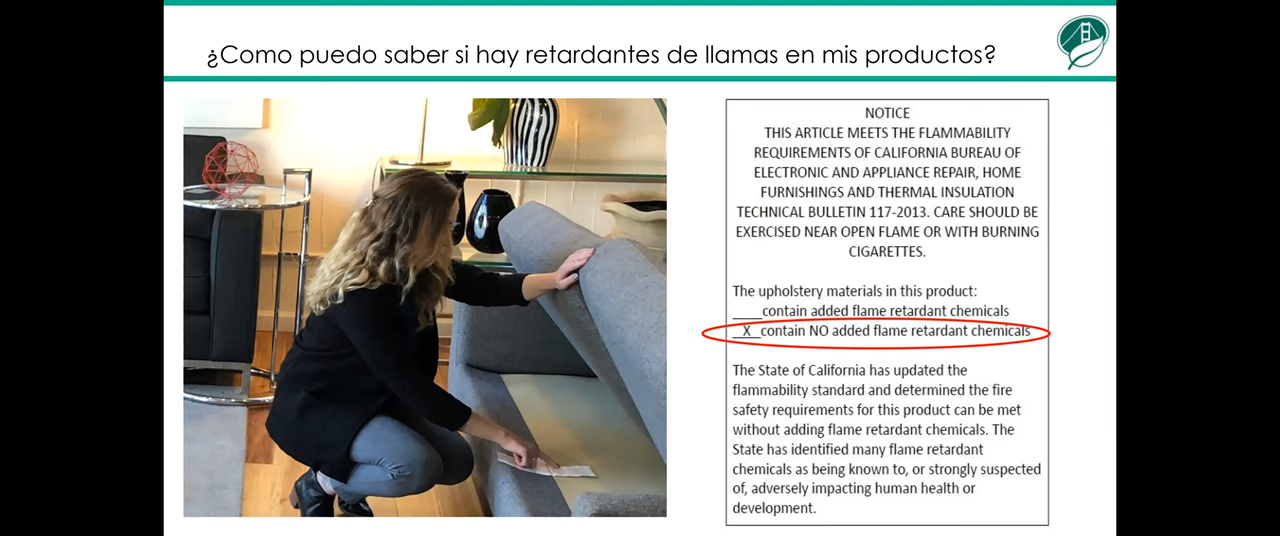 ¿Como puedo saber si hay retardantes de llamas en mis productos?
NOTICE
THIS ARTICLE MEETS THE FLAMMABILITY
REQUIREMENTS OF CALIFORNIA BUREAU OF
ELECTRONIC AND APPLIANCE REPAIR, HOME
FURNISHINGS AND THERMAL INSULATION
TECHNICAL BULLETIN 117-2013. CARE SHOULD BE
EXERCISED NEAR OPEN FLAME OR WITH BURNING
CIGARETTES.
The upholstery materials in this product:
____contain added flame retardant chemicals
__X__contain NO added flame retardant chemicals
The State of California has updated the
flammability standard and determined the fire
safety requirements for this product can be met
without adding flame retardant chemicals. The
State has identified many flame retardant
chemicals as being known to, or strongly suspected
of, adversely impacting human health or
development.